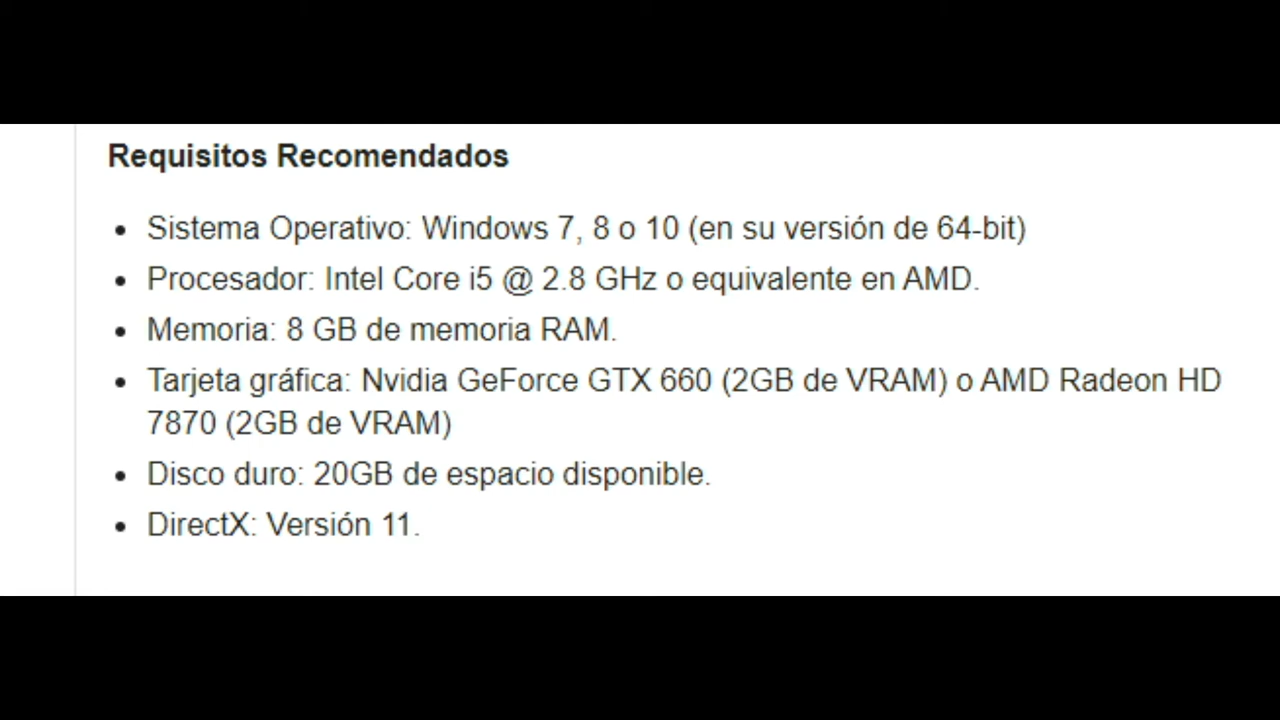 Requisitos Recomendados
Sistema Operativo: Windows 7, 8 o 10 (en su versión de 64-bit)
Procesador: Intel Core i5 @ 2.8 GHz o equivalente en AMD.
Memoria: 8 GB de memoria RAM.
Tarjeta gráfica: Nvidia GeForce GTX 660 (2GB de VRAM) o AMD Radeon HD
7870 (2GB de VRAM)
Disco duro: 20GB de espacio disponible.
DirectX: Versión 11.